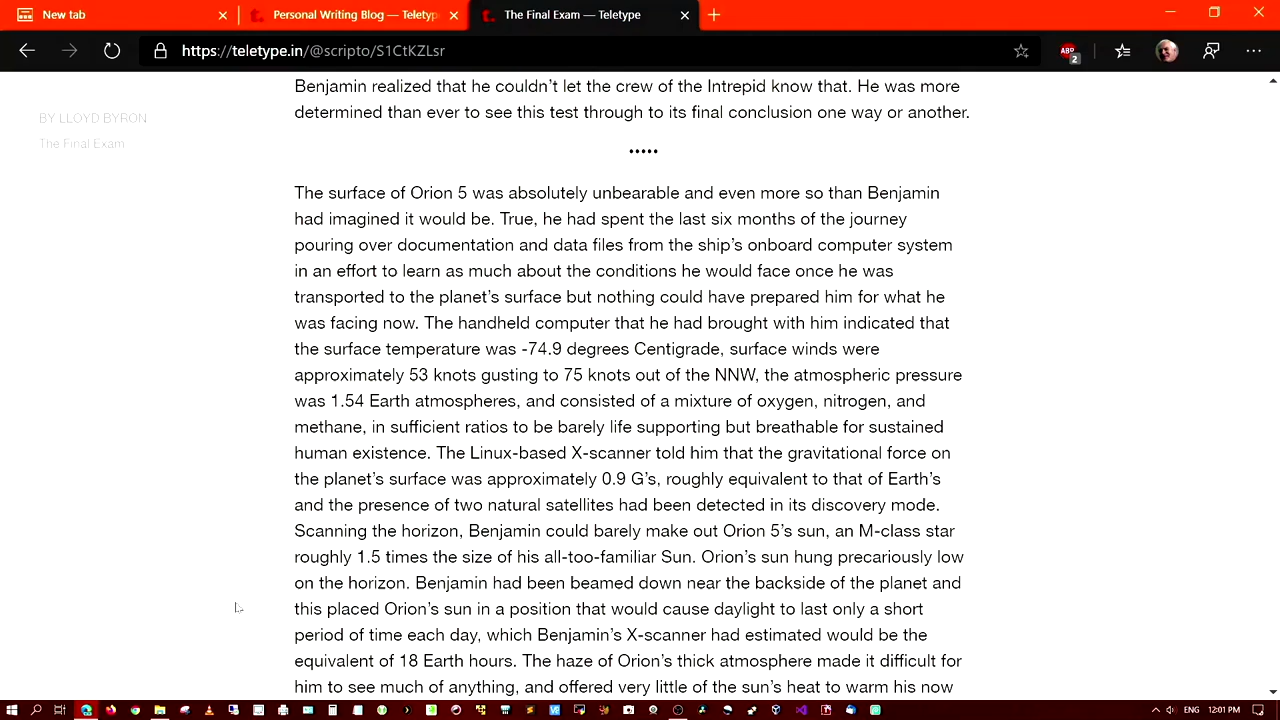 New tab
Personal Writing Blog — Teletyp
The Final Exam — Teletype
https://teletype.in/@scripto/S1CtKZLsr
ABP
2
BY LLOYD BYRON
The Final Exam
Benjamin realized that he couldn’t let the crew of the Intrepid know that. He was more
determined than ever to see this test through to its final conclusion one way or another.
•••••
The surface of Orion 5 was absolutely unbearable and even more so than Benjamin
had imagined it would be. True, he had spent the last six months of the journey
pouring over documentation and data files from the ship’s onboard computer system
in an effort to learn as much about the conditions he would face once he was
transported to the planet’s surface but nothing could have prepared him for what he
was facing now. The handheld computer that he had brought with him indicated that
the surface temperature was -74.9 degrees Centigrade, surface winds were
approximately 53 knots gusting to 75 knots out of the NNW, the atmospheric pressure
was 1.54 Earth atmospheres, and consisted of a mixture of oxygen, nitrogen, and
methane, in sufficient ratios to be barely life supporting but breathable for sustained
human existence. The Linux-based X-scanner told him that the gravitational force on
the planet’s surface was approximately 0.9 G’s, roughly equivalent to that of Earth’s
and the presence of two natural satellites had been detected in its discovery mode.
Scanning the horizon, Benjamin could barely make out Orion 5’s sun, an M-class star
roughly 1.5 times the size of his all-too-familiar Sun. Orion’s sun hung precariously low
on the horizon. Benjamin had been beamed down near the backside of the planet and
this placed Orion’s sun in a position that would cause daylight to last only a short
period of time each day, which Benjamin’s X-scanner had estimated would be the
equivalent of 18 Earth hours. The haze of Orion’s thick atmosphere made it difficult for
him to see much of anything, and offered very little of the sun’s heat to warm his now
ENG
12:01 PM